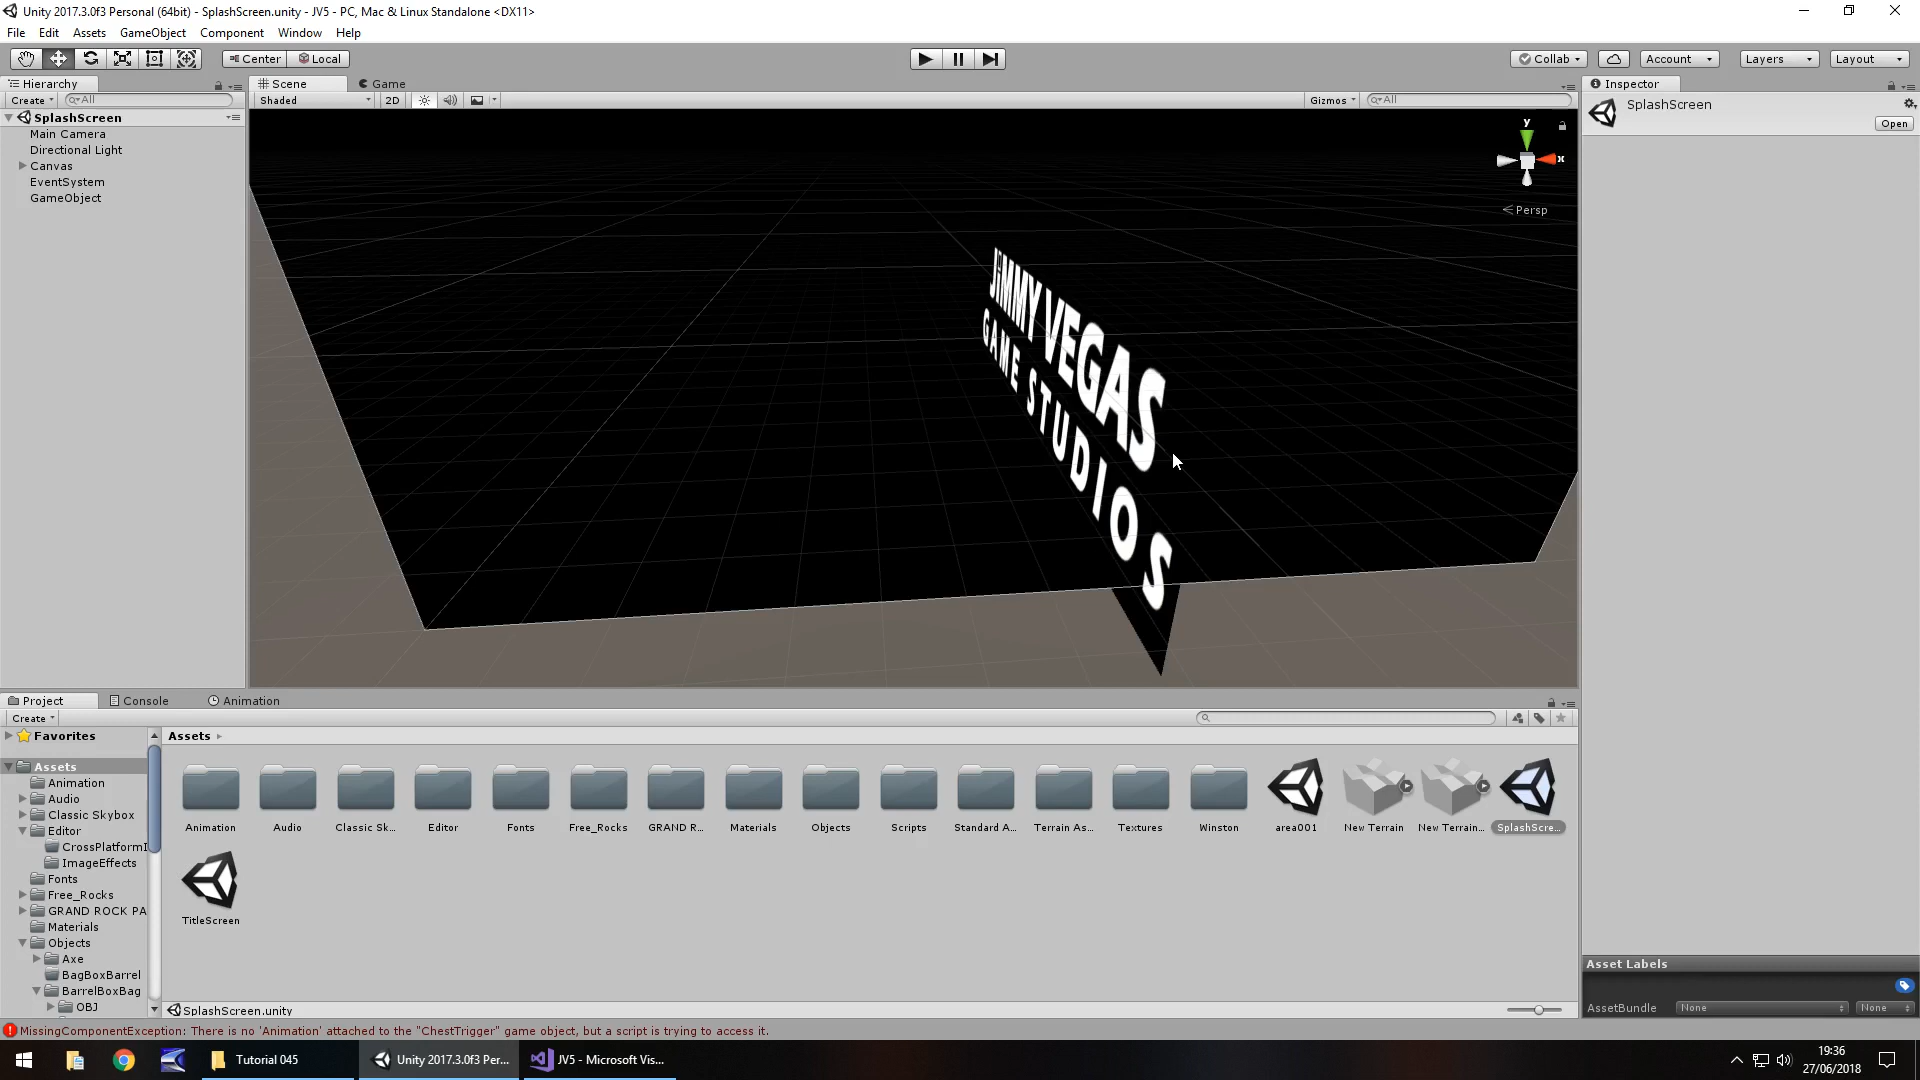 Unity 2017.3.0f3 Personal (64bit) - SplashScreen.unity - JV5 - PC, Mac & Linux Standalone <DX11>
File Edit Assets GameObject Component Window Help
Center Local Collab Account Layers Layout
Hierarchy
Create All
SplashScreen
Main Camera
Directional Light
Canvas
EventSystem
GameObject
Scene Game
Shaded 2D Gizmos All
y
x
Persp
JIMMY VEGAS
GAME STUDIOS
Inspector
SplashScreen
Open
Project Console Animation
Create
Favorites
Assets
Animation
Audio
Classic Skybox
Editor
CrossPlatformI
ImageEffects
Fonts
Free_Rocks
GRAND ROCK PA
Materials
Objects
Axe
BagBoxBarrel
BarrelBoxBag
OBJ
Assets
Animation Audio Classic Sk... Editor Fonts Free_Rocks GRAND R... Materials Objects Scripts Standard A... Terrain As... Textures Winston area001 New Terrain New Terrain... SplashScre...
TitleScreen
SplashScreen.unity
Asset Labels
AssetBundle None None
MissingComponentException: There is no 'Animation' attached to the "ChestTrigger" game object, but a script is trying to access it.
Tutorial 045 Unity 2017.3.0f3 Per... JV5 - Microsoft Vis...
19:36
27/06/2018